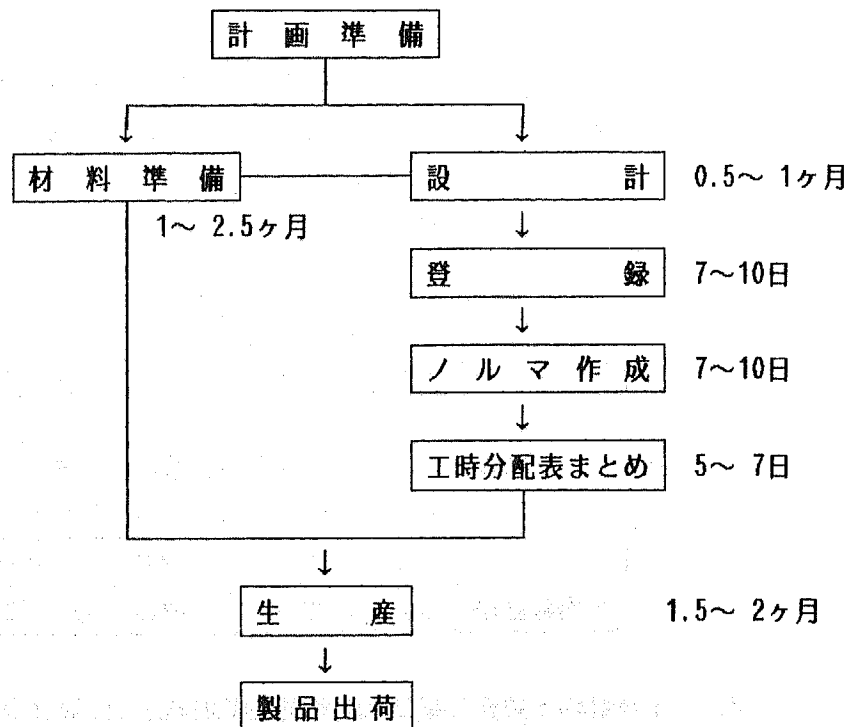 計画準備
材料準備
設計 0.5～ 1ヶ月
1～ 2.5ヶ月
登録 7～10日
ノルマ作成 7～10日
工時分配表まとめ 5～ 7日
生産 1.5～ 2ヶ月
製品出荷